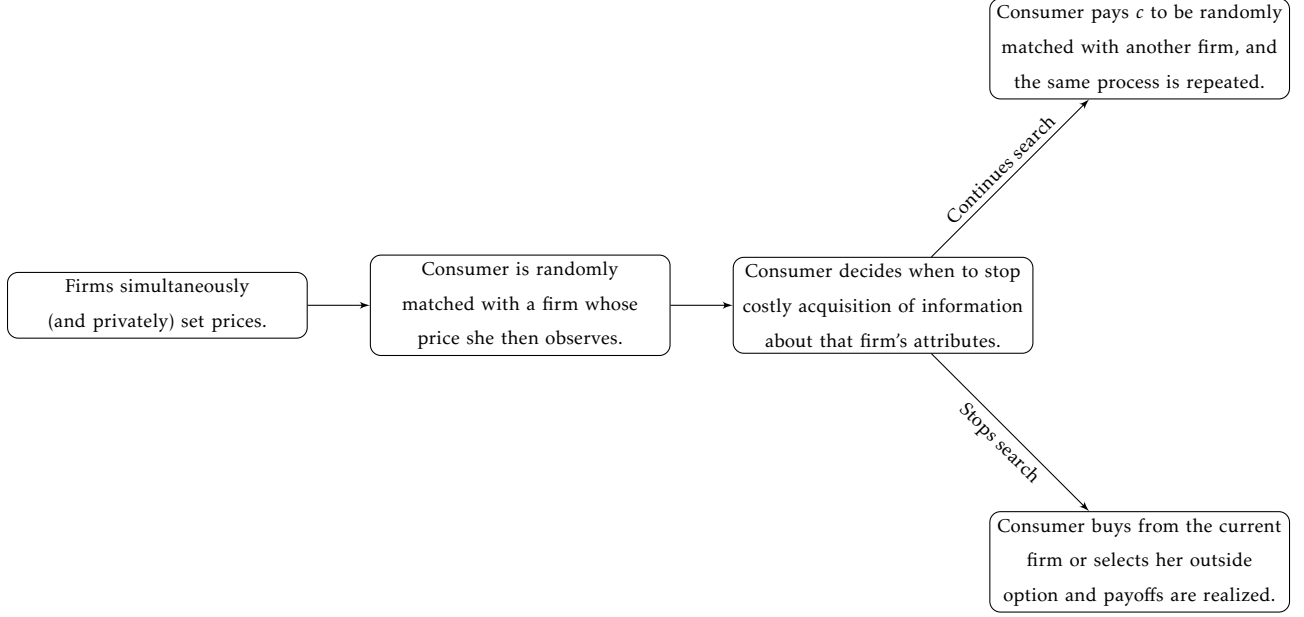 Firms simultaneously
(and privately) set prices.
Consumer is randomly
matched with a firm whose
price she then observes.
Consumer decides when to stop
costly acquisition of information
about that firm's attributes.
Continues search
Consumer pays c to be randomly
matched with another firm, and
the same process is repeated.
Stops search
Consumer buys from the current
firm or selects her outside
option and payoffs are realized.